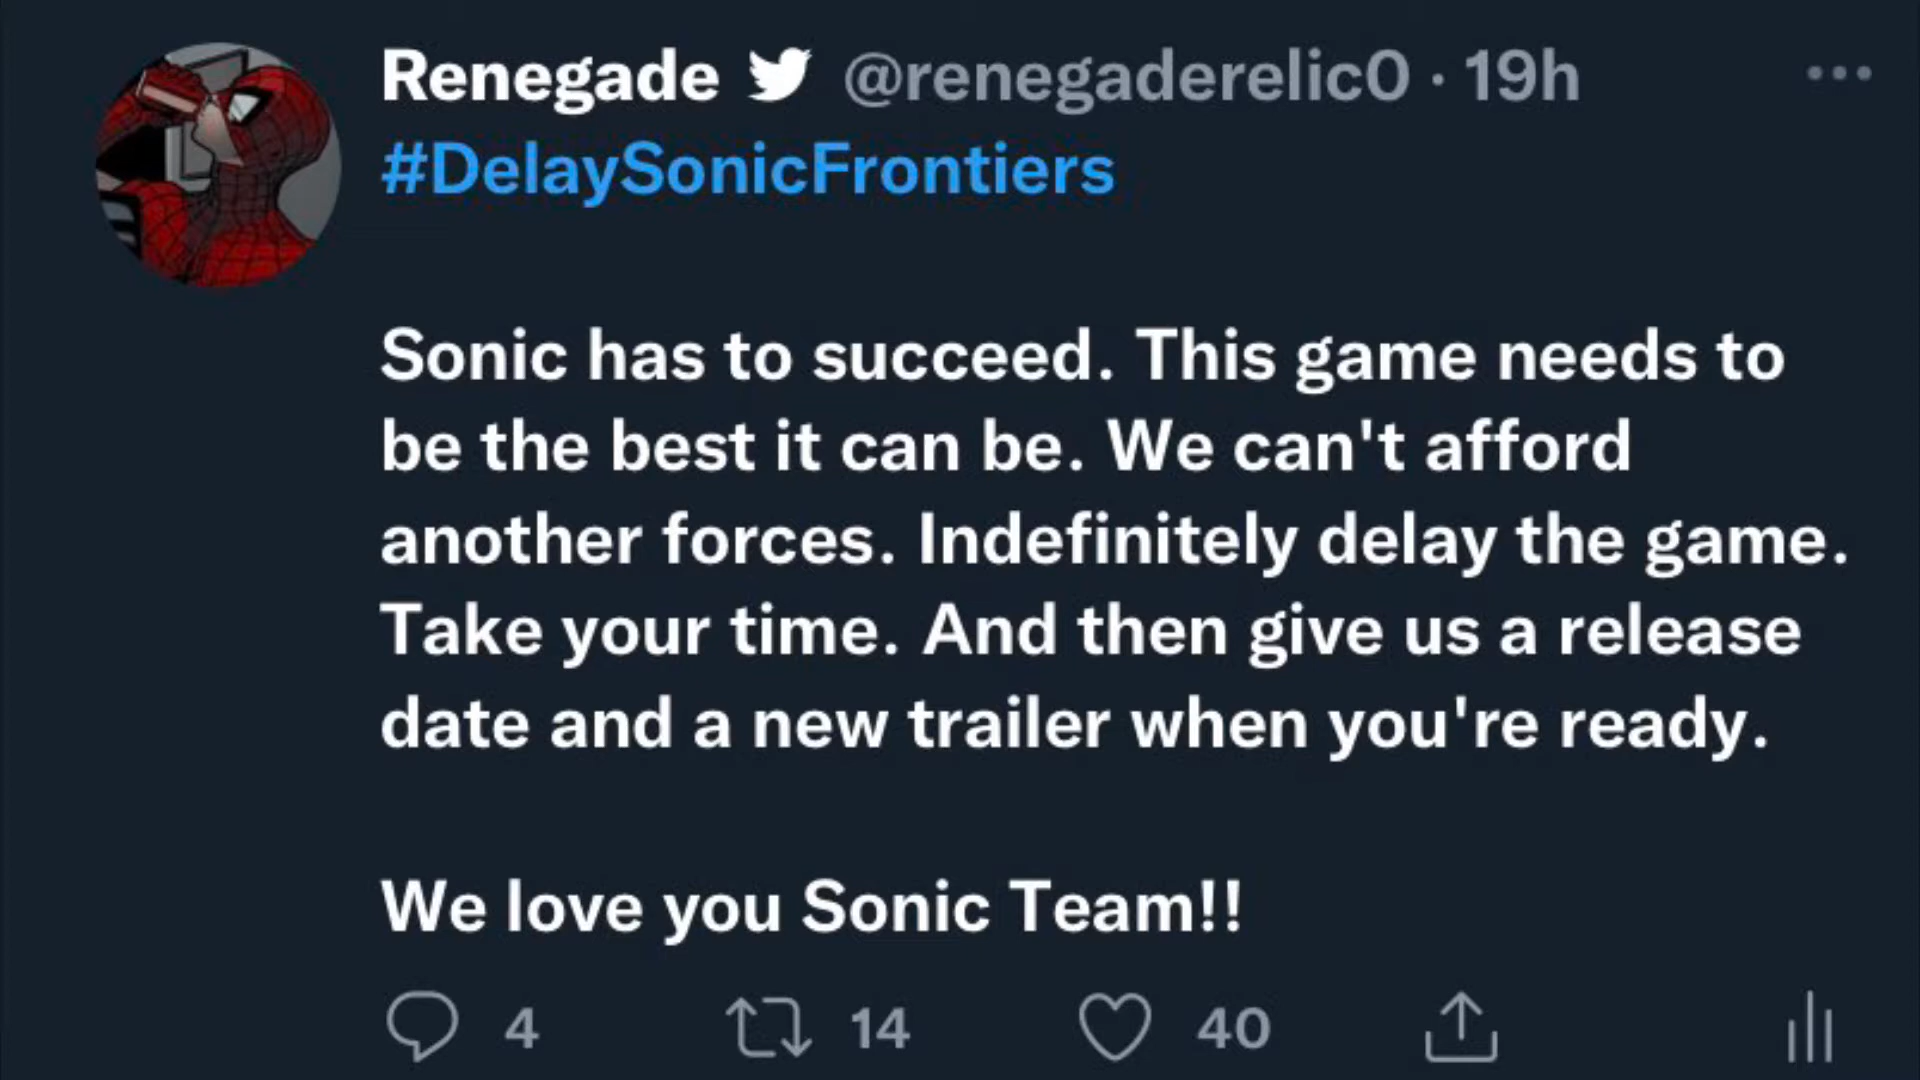 Renegade @renegaderelic0 · 19h
#DelaySonicFrontiers
Sonic has to succeed. This game needs to
be the best it can be. We can't afford
another forces. Indefinitely delay the game.
Take your time. And then give us a release
date and a new trailer when you're ready.
We love you Sonic Team!!
4 14 40